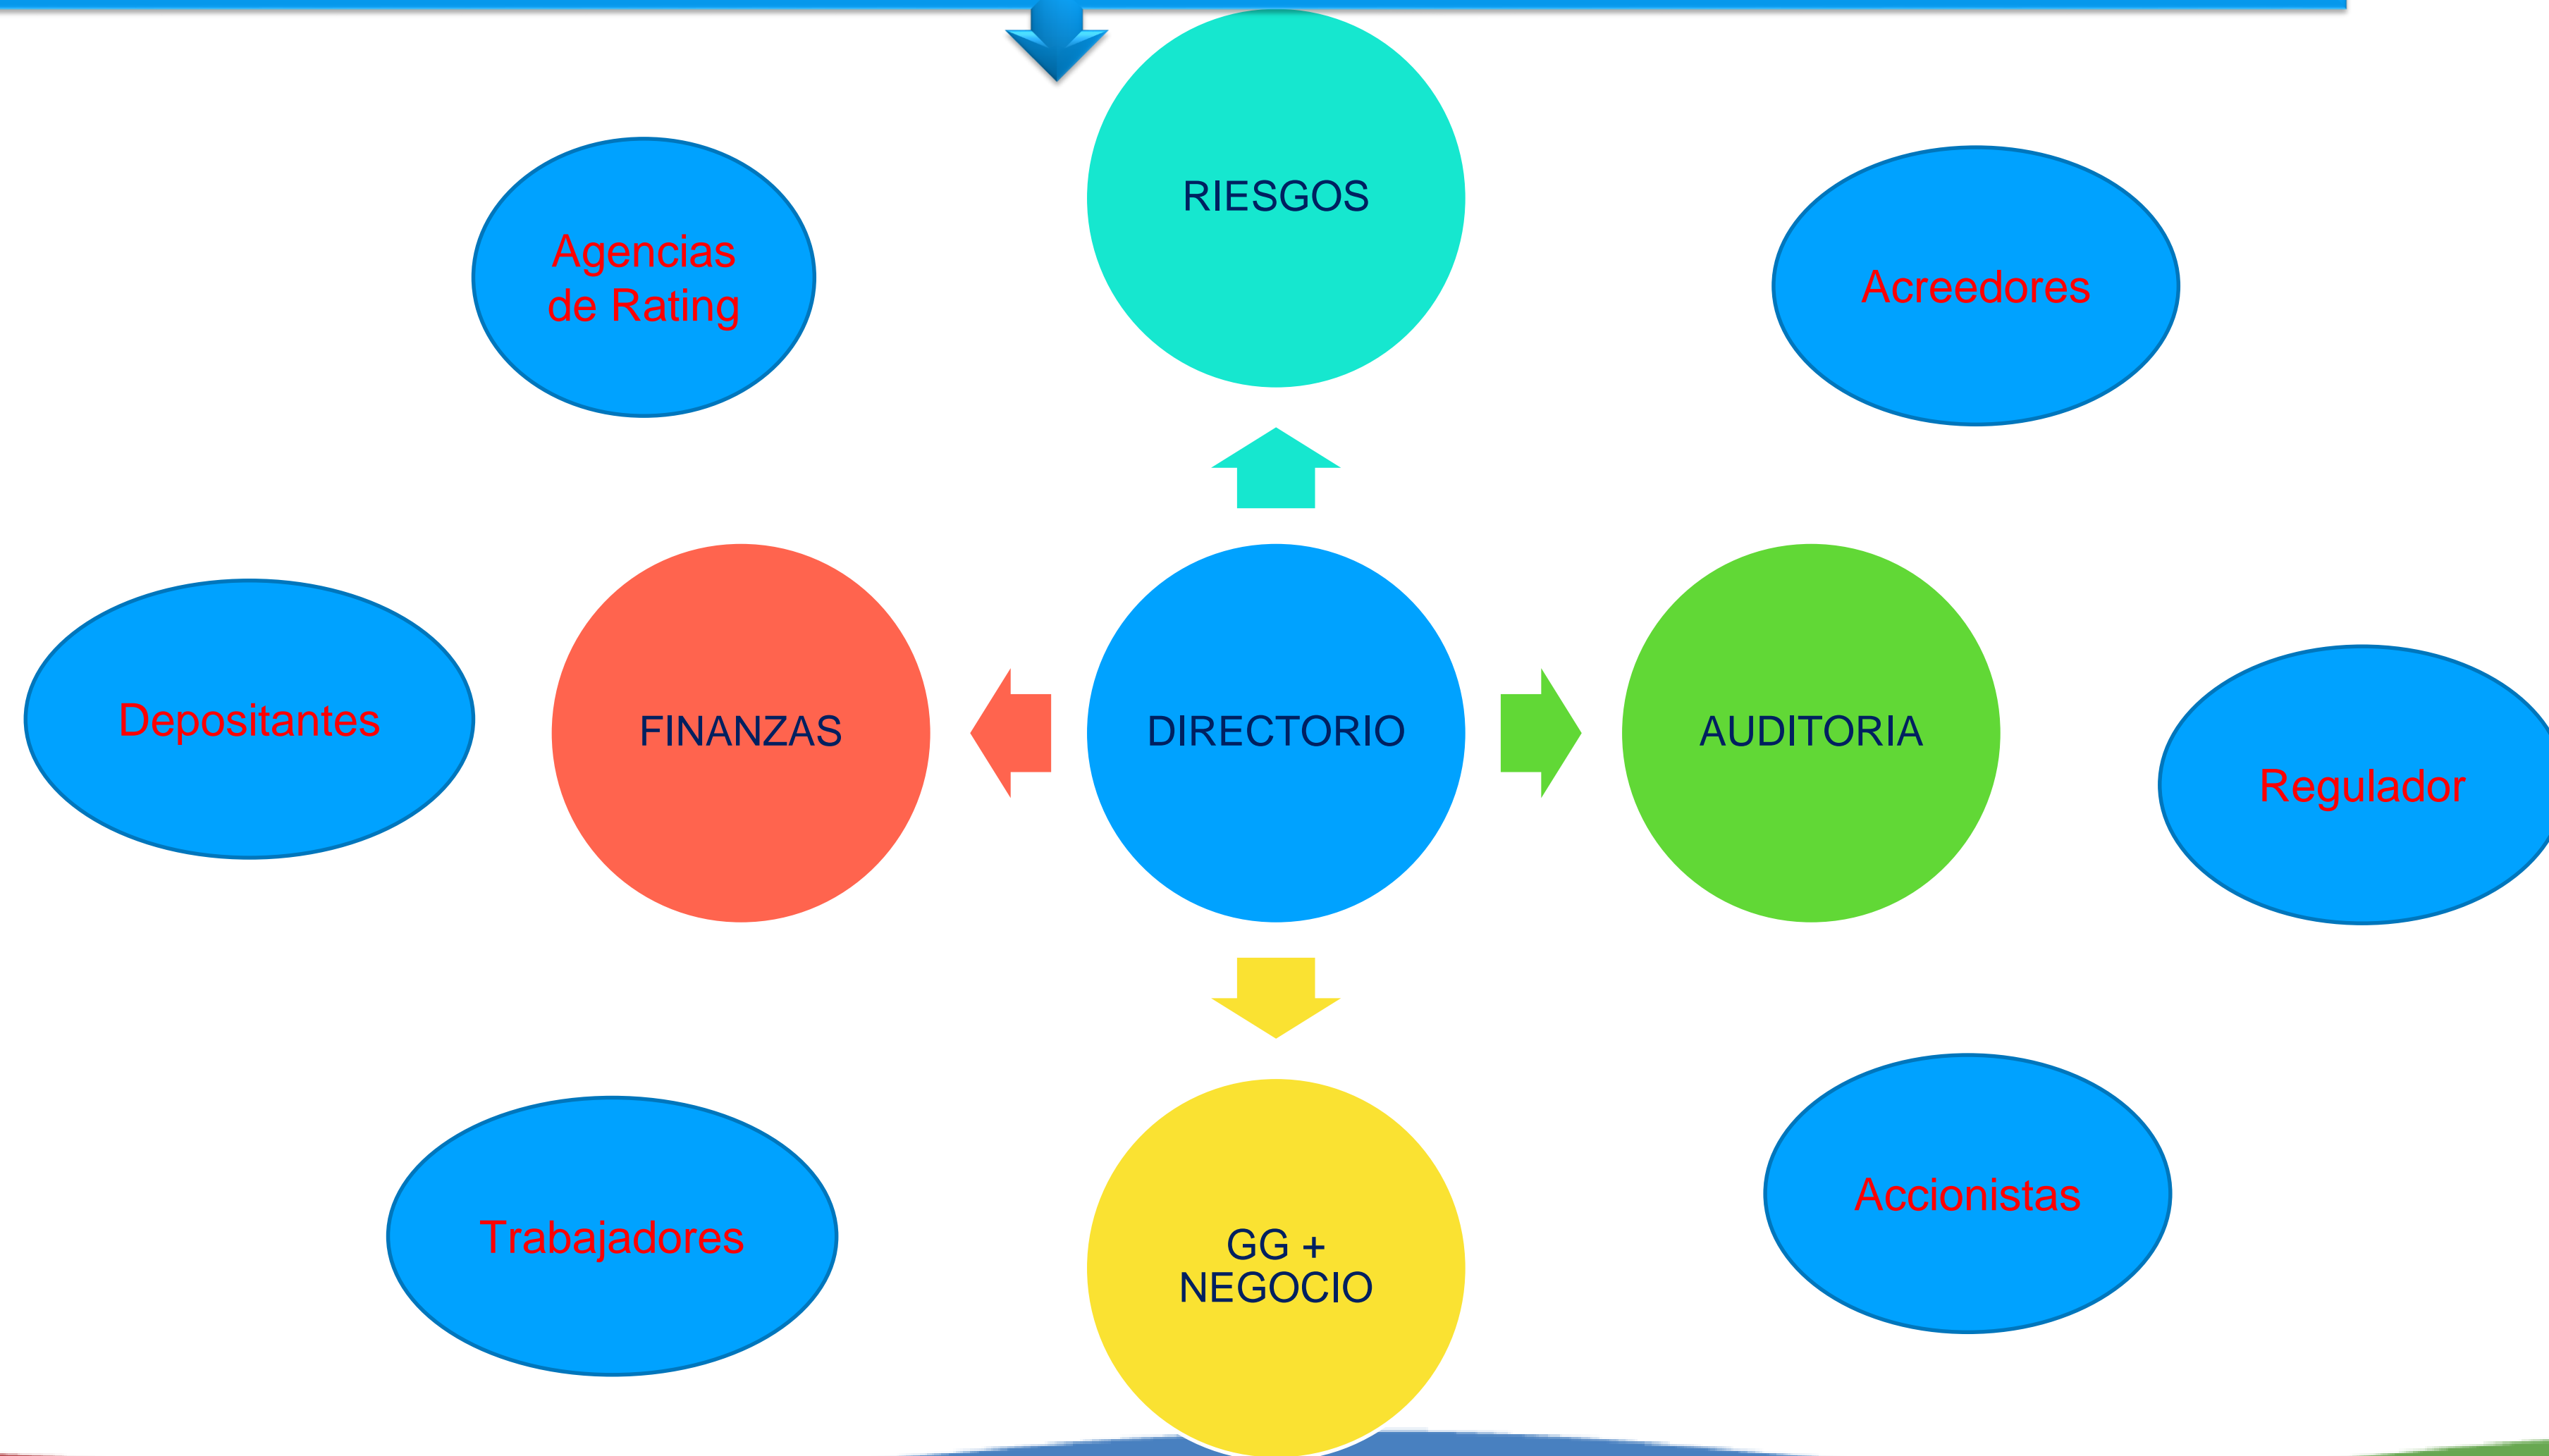 RIESGOS
Agencias
de Rating
Acreedores
Depositantes
FINANZAS
DIRECTORIO
AUDITORIA
Regulador
Trabajadores
GG +
NEGOCIO
Accionistas